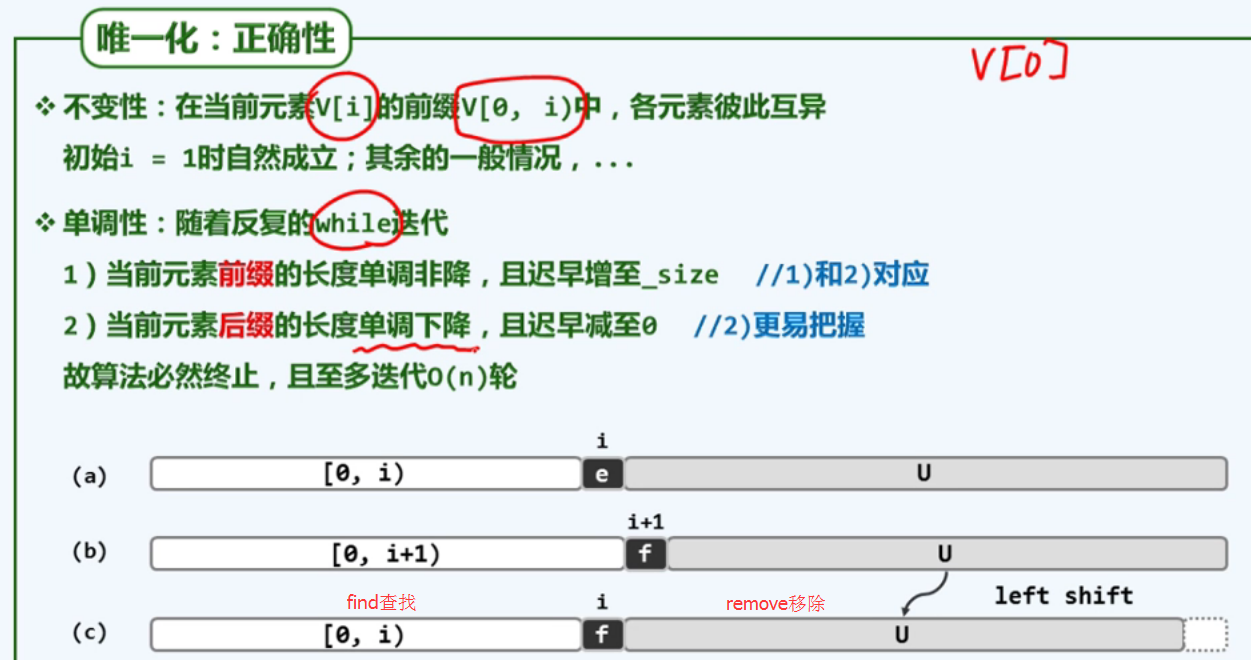 唯一化：正确性
V[0]
❖ 不变性：在当前元素V[i]的前缀V[0, i)中，各元素彼此互异
初始i = 1时自然成立；其余的一般情况，...
❖ 单调性：随着反复的while迭代
1）当前元素前缀的长度单调非降，且迟早增至_size //1)和2)对应
2）当前元素后缀的长度单调下降，且迟早减至0 //2)更易把握
故算法必然终止，且至多迭代O(n)轮
i
(a) [0, i) e U
i+1
(b) [0, i+1) f U
find查找 i remove移除 left shift
(c) [0, i) f U